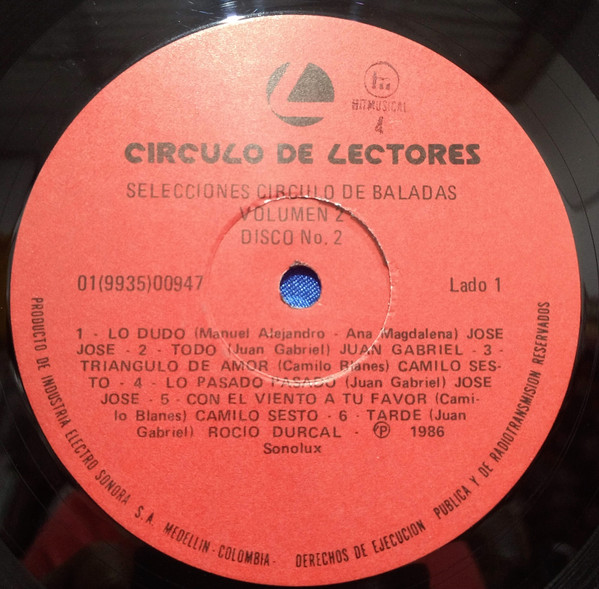 HITMUSICAL
4
CIRCULO DE LECTORES
SELECCIONES CIRCULO DE BALADAS
VOLUMEN 2
DISCO No. 2
01(9935)00947
Lado 1
1 - LO DUDO (Manuel Alejandro - Ana Magdalena) JOSE
JOSE - 2 - TODO (Juan Gabriel) JUAN GABRIEL - 3 -
TRIANGULO DE AMOR (Camilo Blanes) CAMILO SES-
TO - 4 - LO PASADO PASADO (Juan Gabriel) JOSE
JOSE - 5 - CON EL VIENTO A TU FAVOR (Cami-
lo Blanes) CAMILO SESTO - 6 - TARDE (Juan
Gabriel) ROCIO DURCAL - Ⓟ 1986
Sonolux
PRODUCTO DE INDUSTRIA ELECTRO SONORA S.A. MEDELLIN-COLOMBIA- DERECHOS DE EJECUCION PUBLICA Y DE RADIOTRANSMISION RESERVADOS